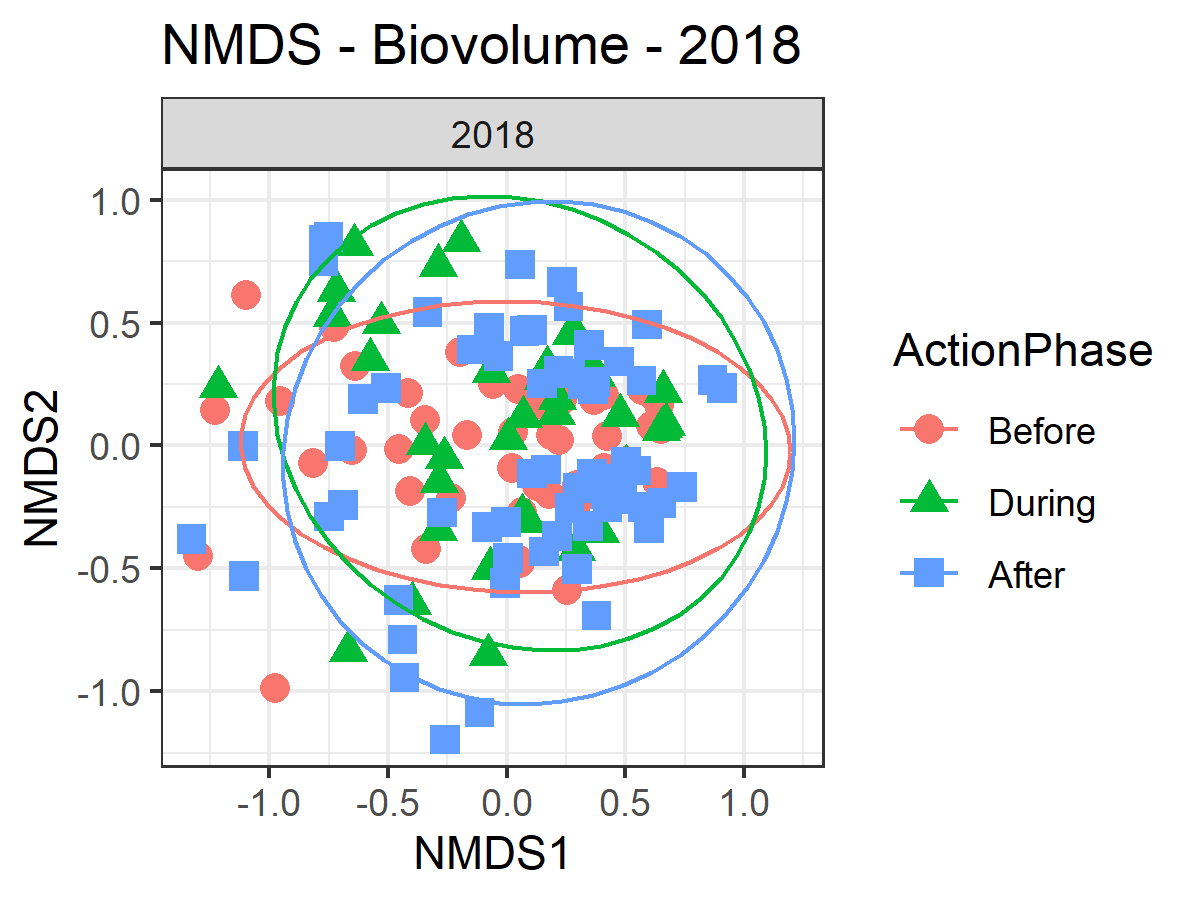 NMDS - Biovolume - 2018
2018
1.0
0.5
0.0
-0.5
-1.0
NMDS2
-1.0 -0.5 0.0 0.5 1.0
NMDS1
ActionPhase
Before
During
After